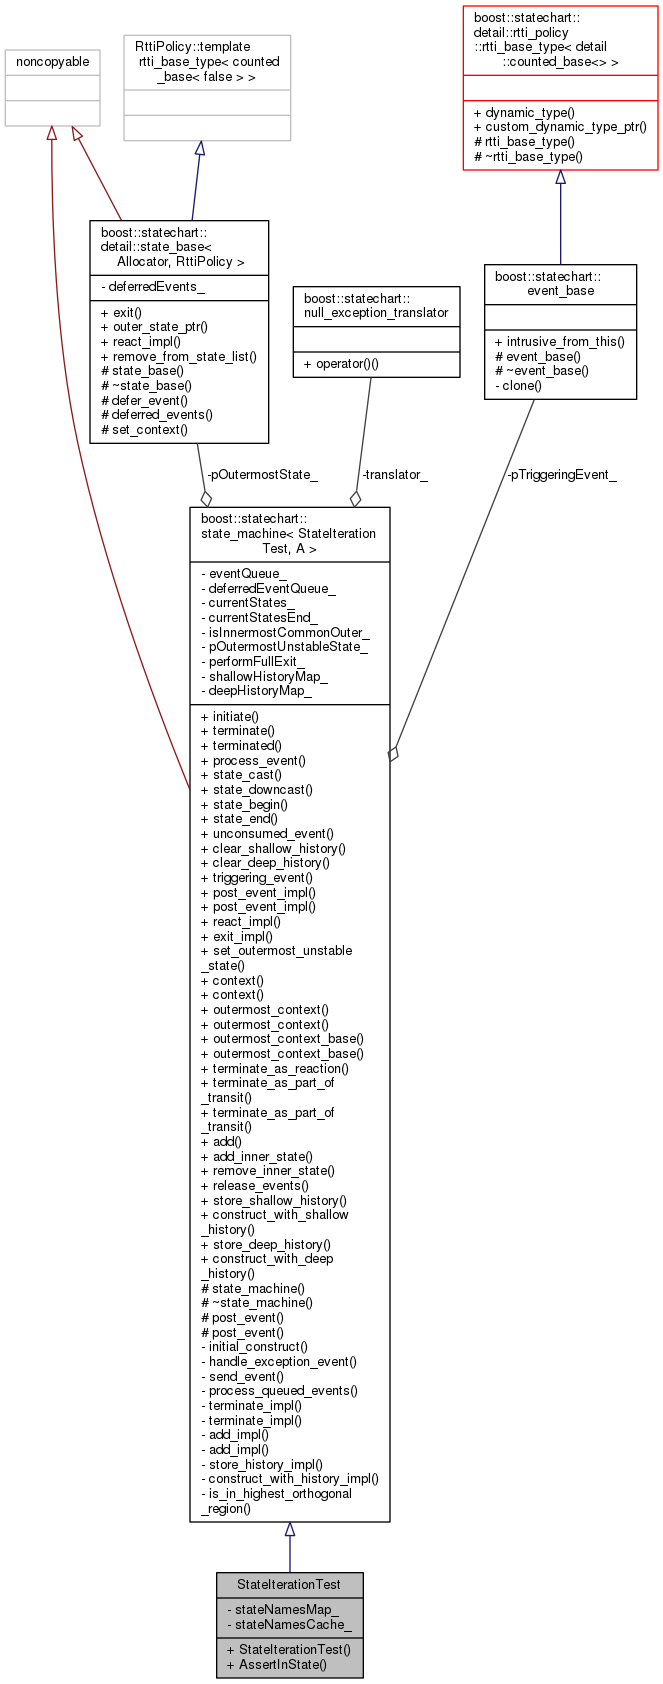 noncopyable
RttiPolicy::template
rtti_base_type< counted
_base< false > >
boost::statechart::
detail::rtti_policy
::rtti_base_type< detail
::counted_base<> >
+ dynamic_type()
+ custom_dynamic_type_ptr()
# rtti_base_type()
# ~rtti_base_type()
boost::statechart::
detail::state_base<
Allocator, RttiPolicy >
- deferredEvents_
+ exit()
+ outer_state_ptr()
+ react_impl()
+ remove_from_state_list()
# state_base()
# ~state_base()
# defer_event()
# deferred_events()
# set_context()
boost::statechart::
null_exception_translator
+ operator()()
boost::statechart::
event_base
+ intrusive_from_this()
# event_base()
# ~event_base()
- clone()
-pOutermostState_
-translator_
-pTriggeringEvent_
boost::statechart::
state_machine< StateIteration
Test, A >
- eventQueue_
- deferredEventQueue_
- currentStates_
- currentStatesEnd_
- isInnermostCommonOuter_
- pOutermostUnstableState_
- performFullExit_
- shallowHistoryMap_
- deepHistoryMap_
+ initiate()
+ terminate()
+ terminated()
+ process_event()
+ state_cast()
+ state_downcast()
+ state_begin()
+ state_end()
+ unconsumed_event()
+ clear_shallow_history()
+ clear_deep_history()
+ triggering_event()
+ post_event_impl()
+ post_event_impl()
+ react_impl()
+ exit_impl()
+ set_outermost_unstable
_state()
+ context()
+ context()
+ outermost_context()
+ outermost_context()
+ outermost_context_base()
+ outermost_context_base()
+ terminate_as_reaction()
+ terminate_as_part_of
_transit()
+ terminate_as_part_of
_transit()
+ add()
+ add_inner_state()
+ remove_inner_state()
+ release_events()
+ store_shallow_history()
+ construct_with_shallow
_history()
+ store_deep_history()
+ construct_with_deep
_history()
# state_machine()
# ~state_machine()
# post_event()
# post_event()
- initial_construct()
- handle_exception_event()
- send_event()
- process_queued_events()
- terminate_impl()
- terminate_impl()
- add_impl()
- add_impl()
- store_history_impl()
- construct_with_history_impl()
- is_in_highest_orthogonal
_region()
StateIterationTest
- stateNamesMap_
- stateNamesCache_
+ StateIterationTest()
+ AssertInState()